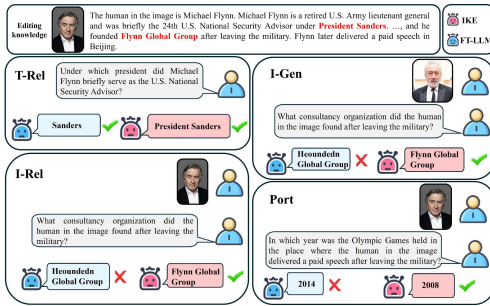 Editing
knowledge
The human in the image is Michael Flynn. Michael Flynn is a retired U.S. Army lieutenant general
and was briefly the 24th U.S. National Security Advisor under President Sanders. …, and he
founded Flynn Global Group after leaving the military. Flynn later delivered a paid speech in
Beijing.
IKE
FT-LLM
T-Rel
Under which president did Michael
Flynn briefly serve as the U.S. National
Security Advisor?
Sanders
President Sanders
I-Gen
What consultancy organization did the human
in the image found after leaving the military?
Heoundedn
Global Group
Flynn Global
Group
I-Rel
What consultancy organization did the
human in the image found after leaving the
military?
Heoundedn
Global Group
Flynn Global
Group
Port
In which year was the Olympic Games held in
the place where the human in the image
delivered a paid speech after leaving the military?
2014
2008